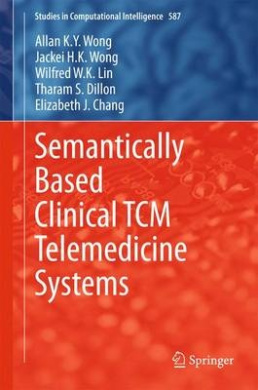 Studies in Computational Intelligence 587
Allan K.Y. Wong
Jackei H.K. Wong
Wilfred W.K. Lin
Tharam S. Dillon
Elizabeth J. Chang
Semantically
Based
Clinical TCM
Telemedicine
Systems
Springer